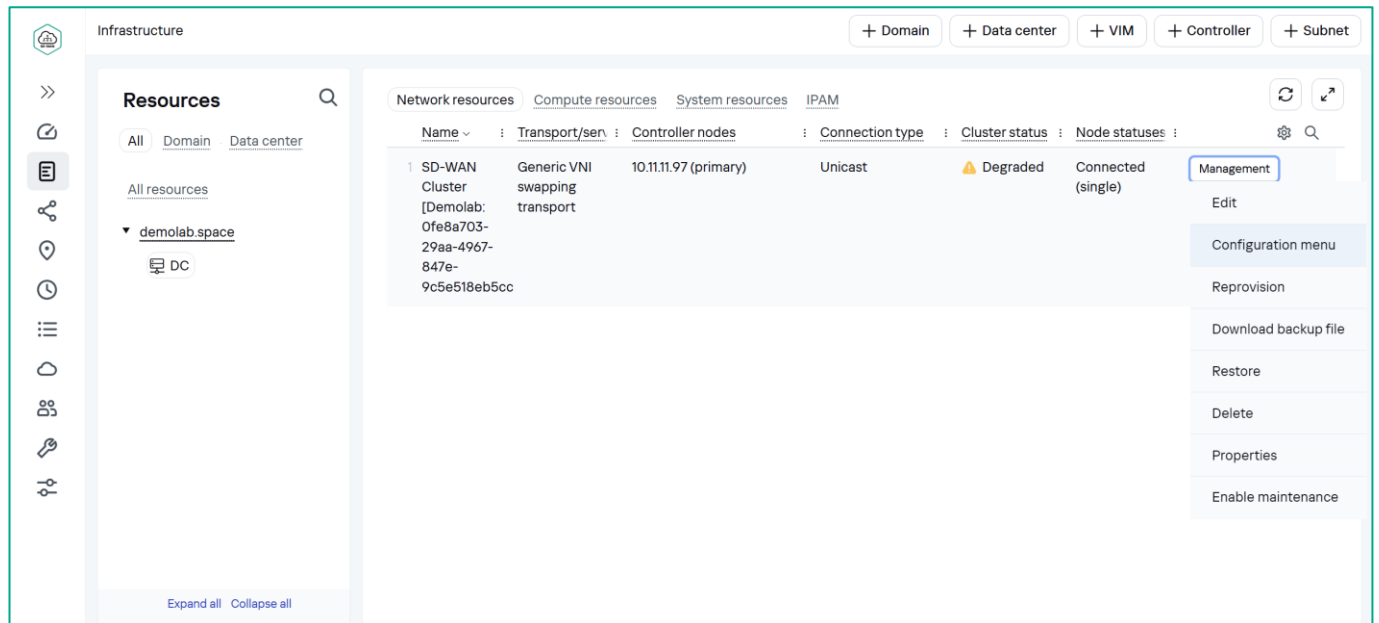 SD-WAN
Infrastructure
+ Domain
+ Data center
+ VIM
+ Controller
+ Subnet
Resources
All
Domain
Data center
All resources
demolab.space
DC
Expand all
Collapse all
Network resources
Compute resources
System resources
IPAM
Name
Transport/serv
Controller nodes
Connection type
Cluster status
Node statuses
1
SD-WAN
Cluster
[Demolab:
0fe8a703-
29aa-4967-
847e-
9c5e518eb5cc
Generic VNI
swapping
transport
10.11.11.97 (primary)
Unicast
Degraded
Connected
(single)
Management
Edit
Configuration menu
Reprovision
Download backup file
Restore
Delete
Properties
Enable maintenance